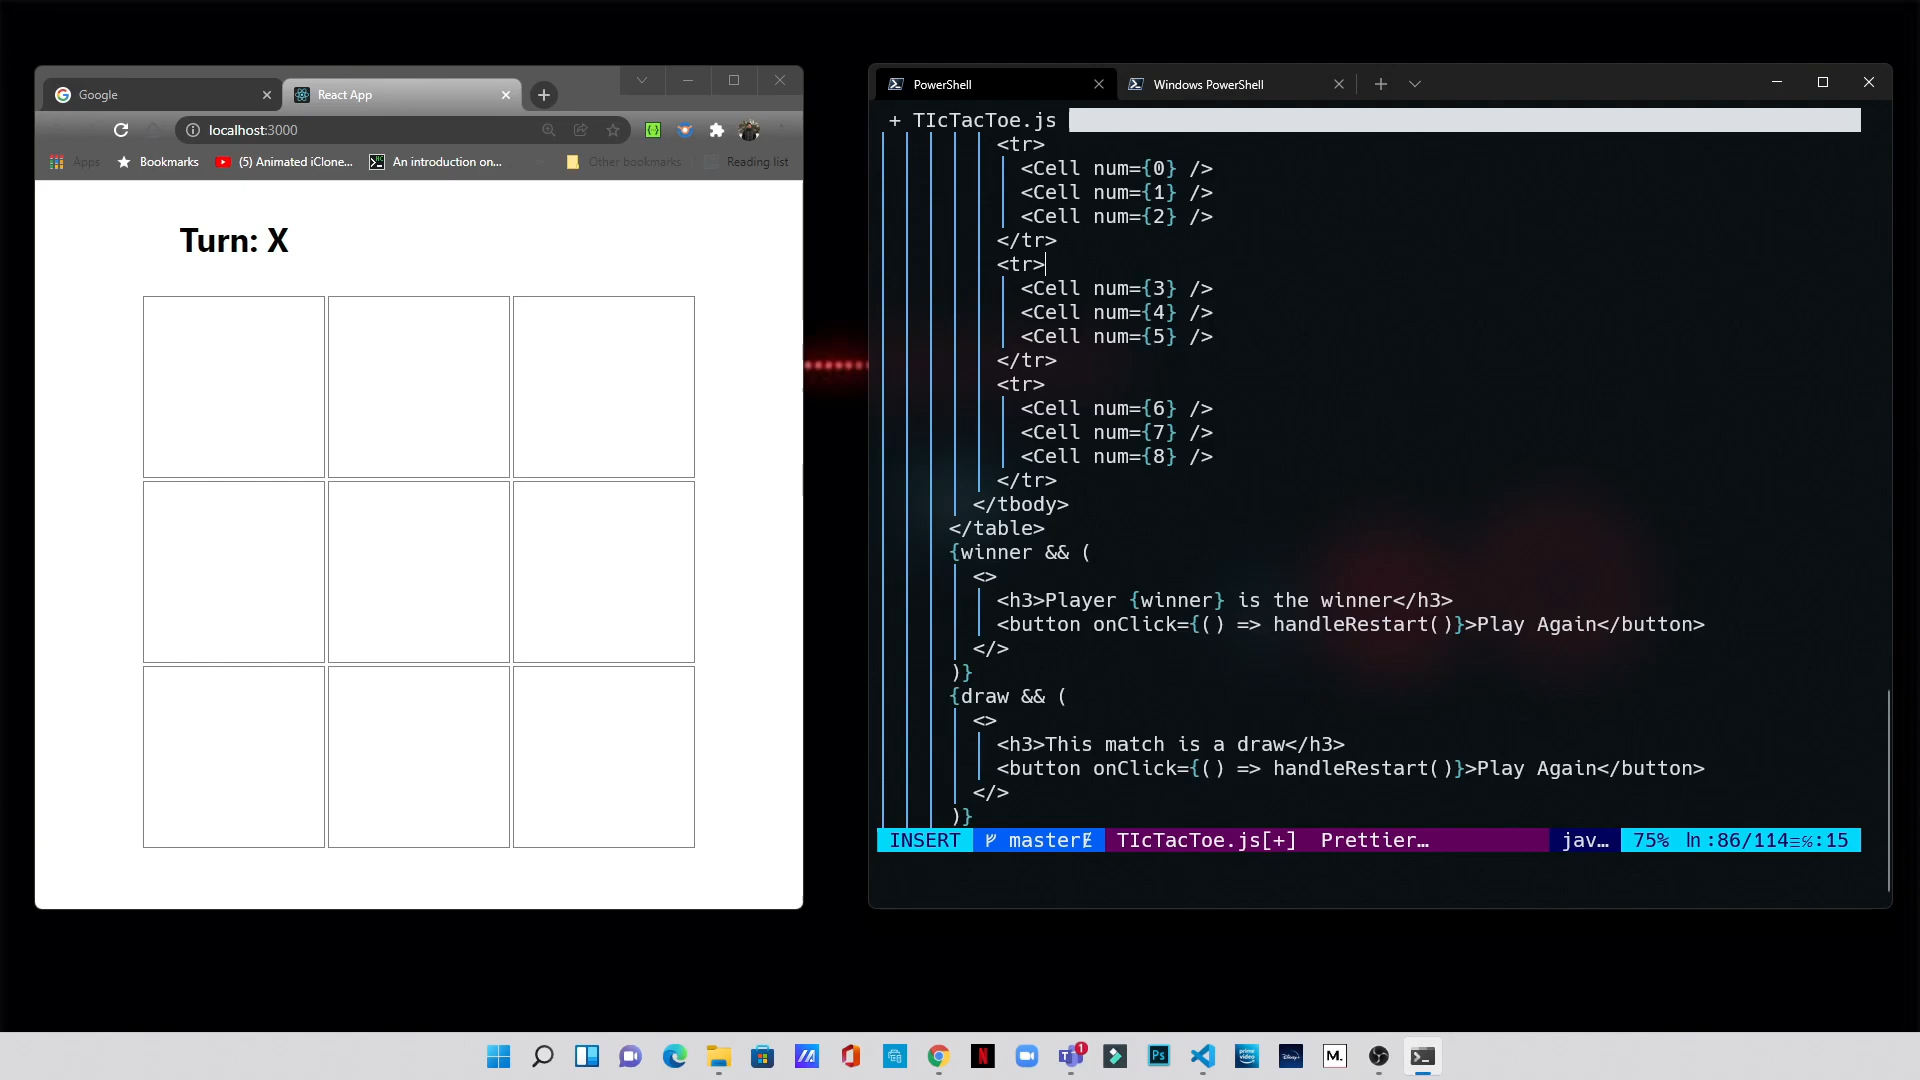 Google
React App
localhost:3000
Apps
Bookmarks
(5) Animated iClone...
An introduction on...
Other bookmarks
Reading list
Turn: X
PowerShell
Windows PowerShell
+ TIcTacToe.js
<tr>
<Cell num={0} />
<Cell num={1} />
<Cell num={2} />
</tr>
<tr>
<Cell num={3} />
<Cell num={4} />
<Cell num={5} />
</tr>
<tr>
<Cell num={6} />
<Cell num={7} />
<Cell num={8} />
</tr>
</tbody>
</table>
{winner && (
<>
<h3>Player {winner} is the winner</h3>
<button onClick={() => handleRestart()}>Play Again</button>
</>
)}
{draw && (
<>
<h3>This match is a draw</h3>
<button onClick={() => handleRestart()}>Play Again</button>
</>
)}
INSERT master TIcTacToe.js[+] Prettier… jav… 75% ln :86/114 :15
N
1
Ps
prime video
Disney+
M.